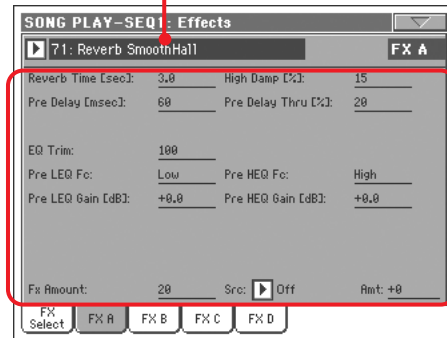 SONG PLAY-SEQ1: Effects
71: Reverb SmoothHall FX A
Reverb Time [sec]: 3.0 High Damp [%]: 15
Pre Delay [msec]: 60 Pre Delay Thru [%]: 20
EQ Trim: 100
Pre LEQ Fc: Low Pre HEQ Fc: High
Pre LEQ Gain [dB]: +0.0 Pre HEQ Gain [dB]: +0.0
Fx Amount: 20 Src: Off Amt: +0
FX Select FX A FX B FX C FX D